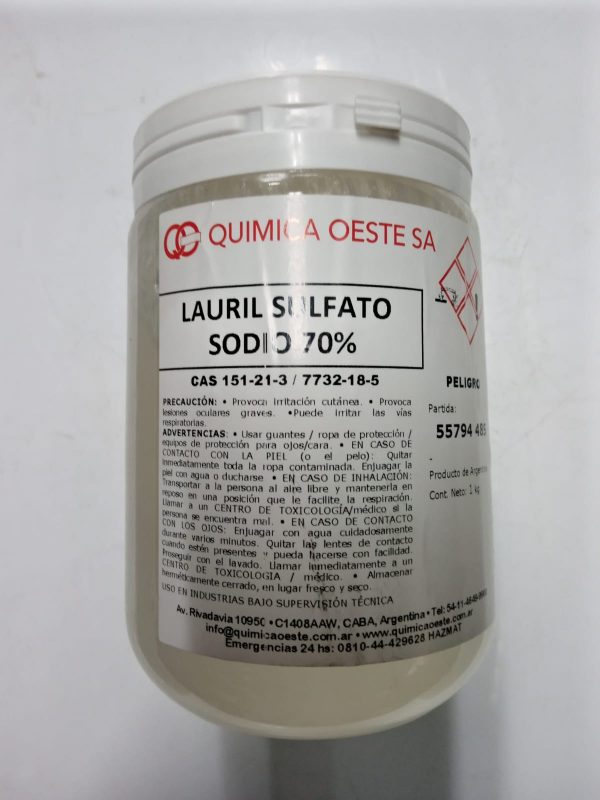 QUIMICA OESTE SA
LAURIL SULFATO
SODIO 70%
CAS 151-21-3 / 7732-18-5
PELIGRO
Partida:
55794 485
-
Producto de Argen
Cont. Neto: 1 kg
PRECAUCIÓN: • Provoca irritación cutánea. • Provoca
lesiones oculares graves. •Puede irritar las vías
respiratorias.
ADVERTENCIAS: • Usar guantes / ropa de protección /
equipos de protección para ojos/cara. • EN CASO DE
CONTACTO CON LA PIEL (o el pelo): Quitar
inmediatamente toda la ropa contaminada. Enjuagar la
piel con agua o ducharse • EN CASO DE INHALACIÓN:
Transportar a la persona al aire libre y mantenerla en
reposo en una posición que le facilite la respiración.
Llamar a un CENTRO DE TOXICOLOGÍA/médico si la
persona se encuentra mal. • EN CASO DE CONTACTO
CON LOS OJOS: Enjuagar con agua cuidadosamente
durante varios minutos. Quitar las lentes de contacto
cuando estén presentes y pueda hacerse con facilidad.
Proseguir con el lavado. Llamar inmediatamente a un
CENTRO DE TOXICOLOGIA / médico. • Almacenar
herméticamente cerrado, en lugar fresco y seco.
USO EN INDUSTRIAS BAJO SUPERVISIÓN TÉCNICA
Av. Rivadavia 10950 • C1408AAW, CABA, Argentina • Tel:
info@quimicaoeste.com.ar • www.quimicaoeste.com.ar
Emergencias 24 hs: 0810-44-429628 HAZMAT